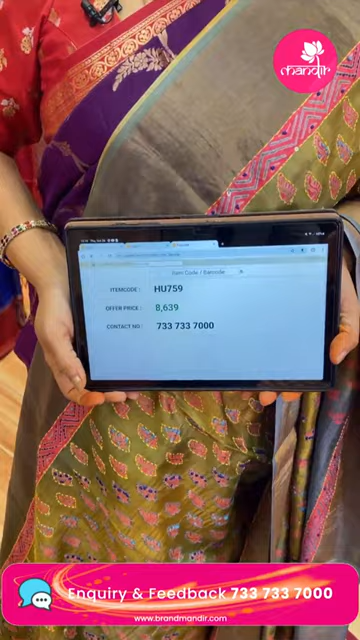 mandir
Item Code / Barcode
ITEMCODE : HU759
OFFER PRICE : 8,639
CONTACT NO : 733 733 7000
Enquiry & Feedback 733 733 7000
www.brandmandir.com